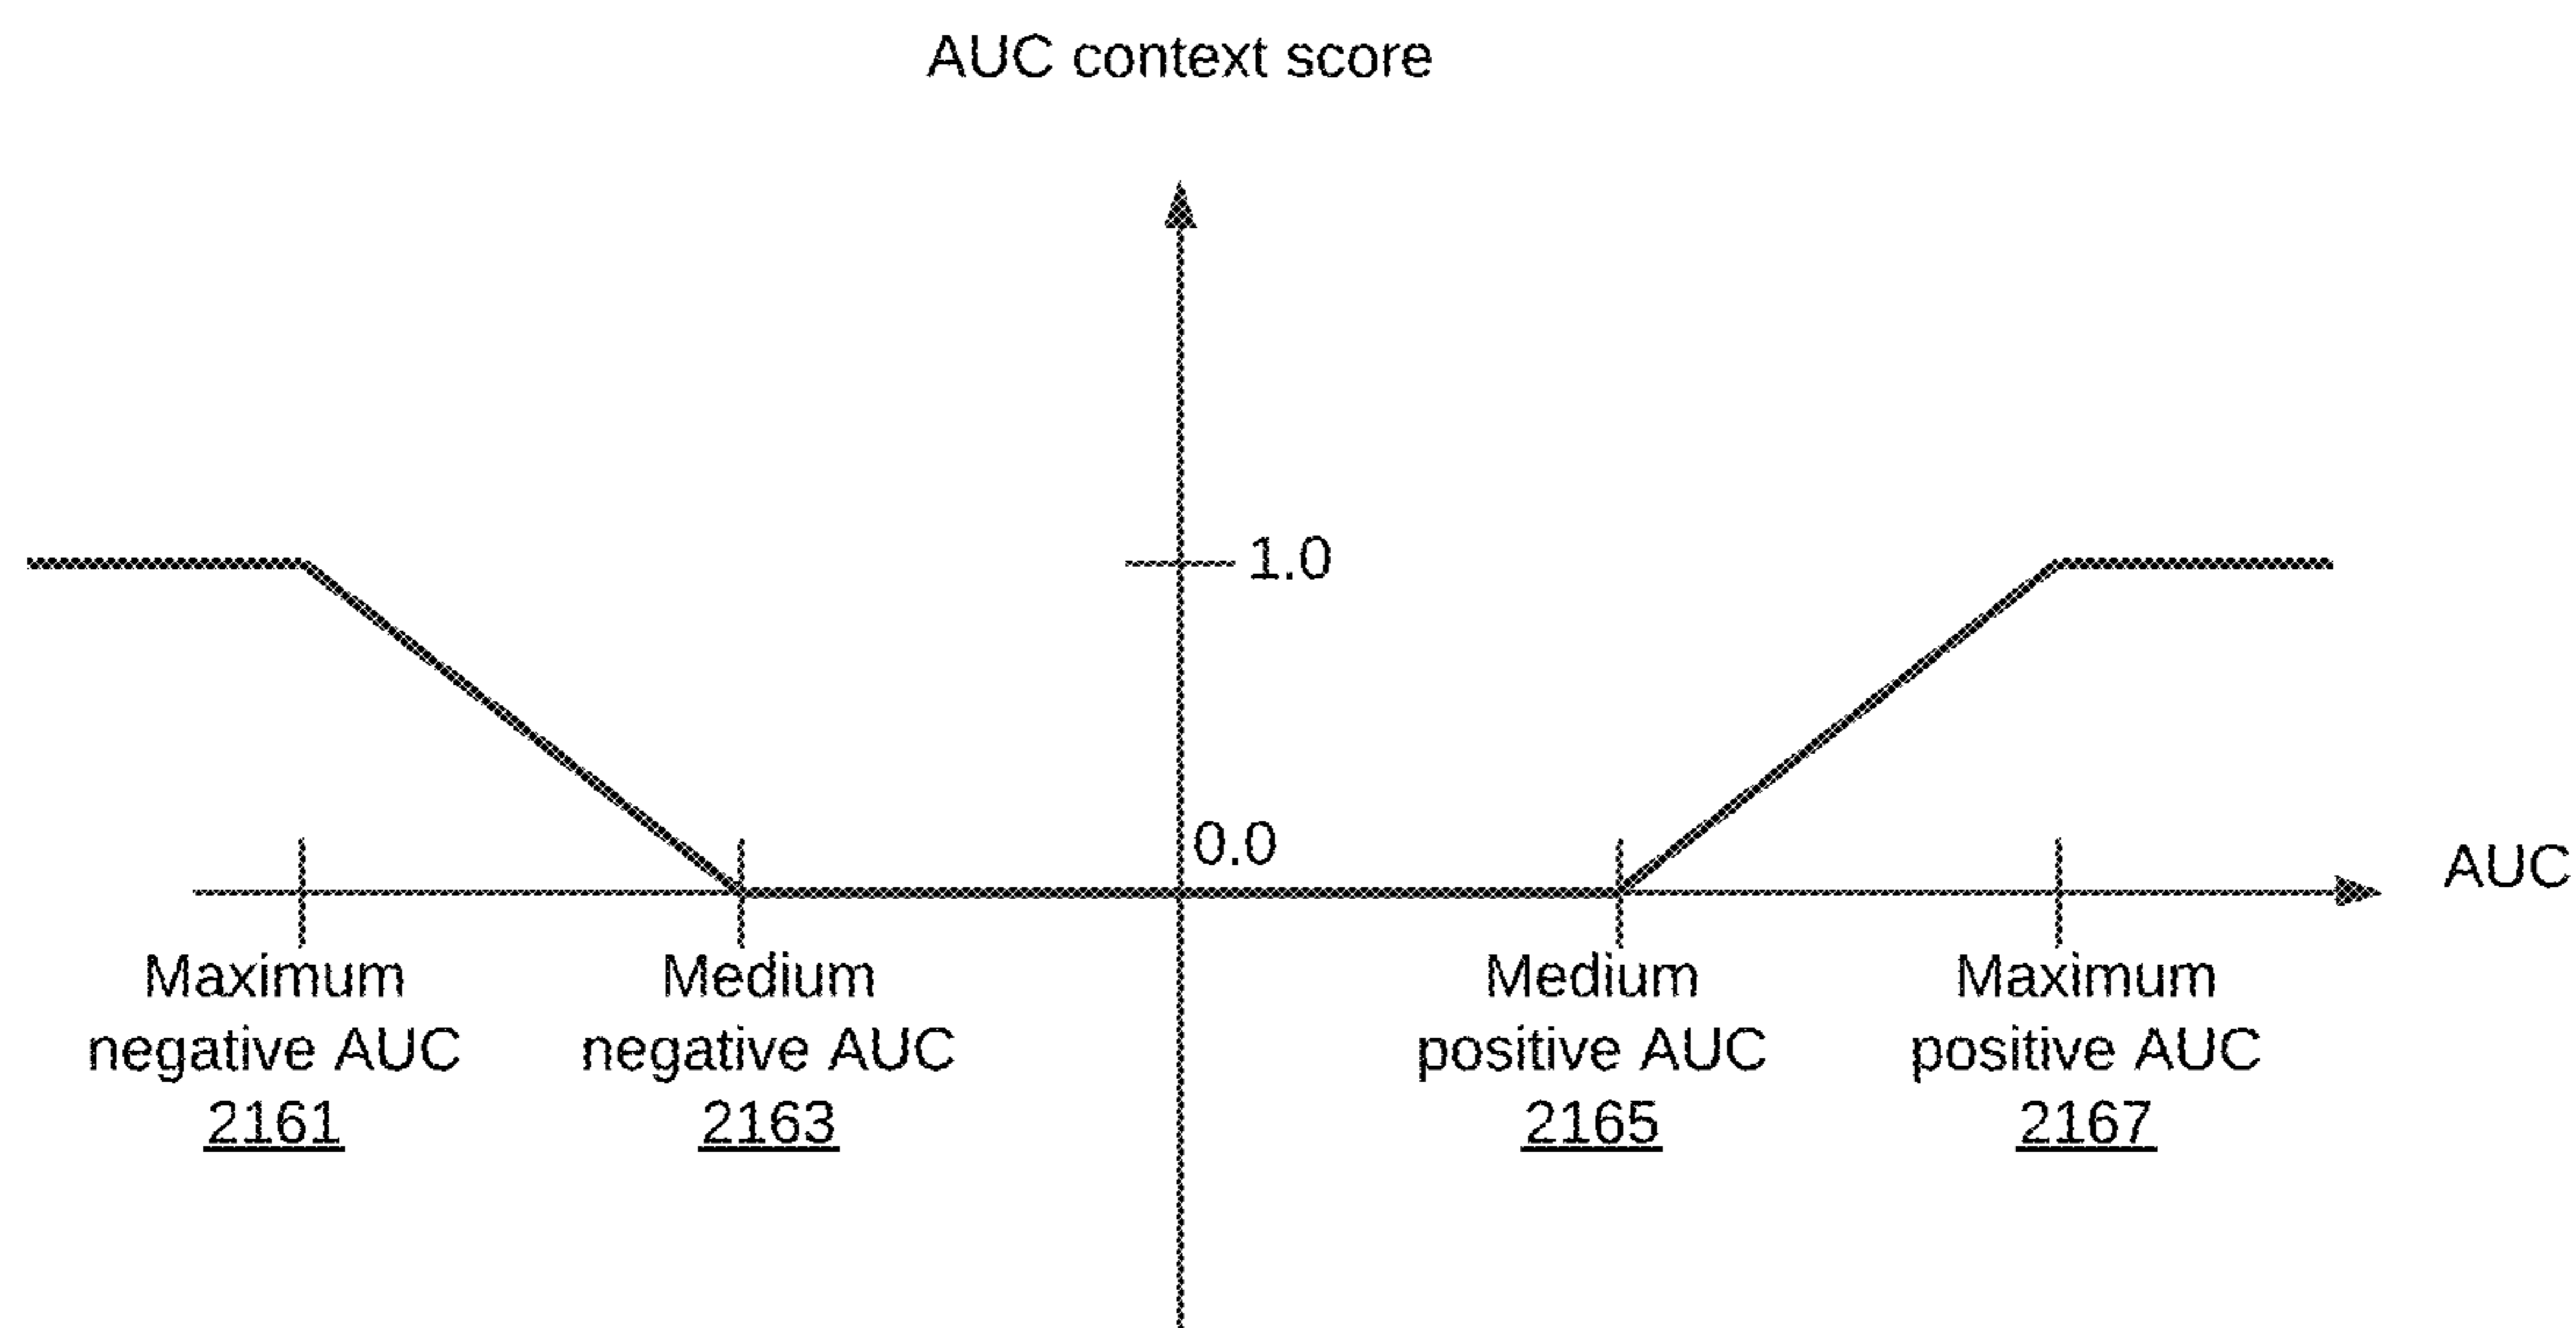 AUC context score
1.0
0.0
AUC
Maximum
negative AUC
2161
Medium
negative AUC
2163
Medium
positive AUC
2165
Maximum
positive AUC
2167